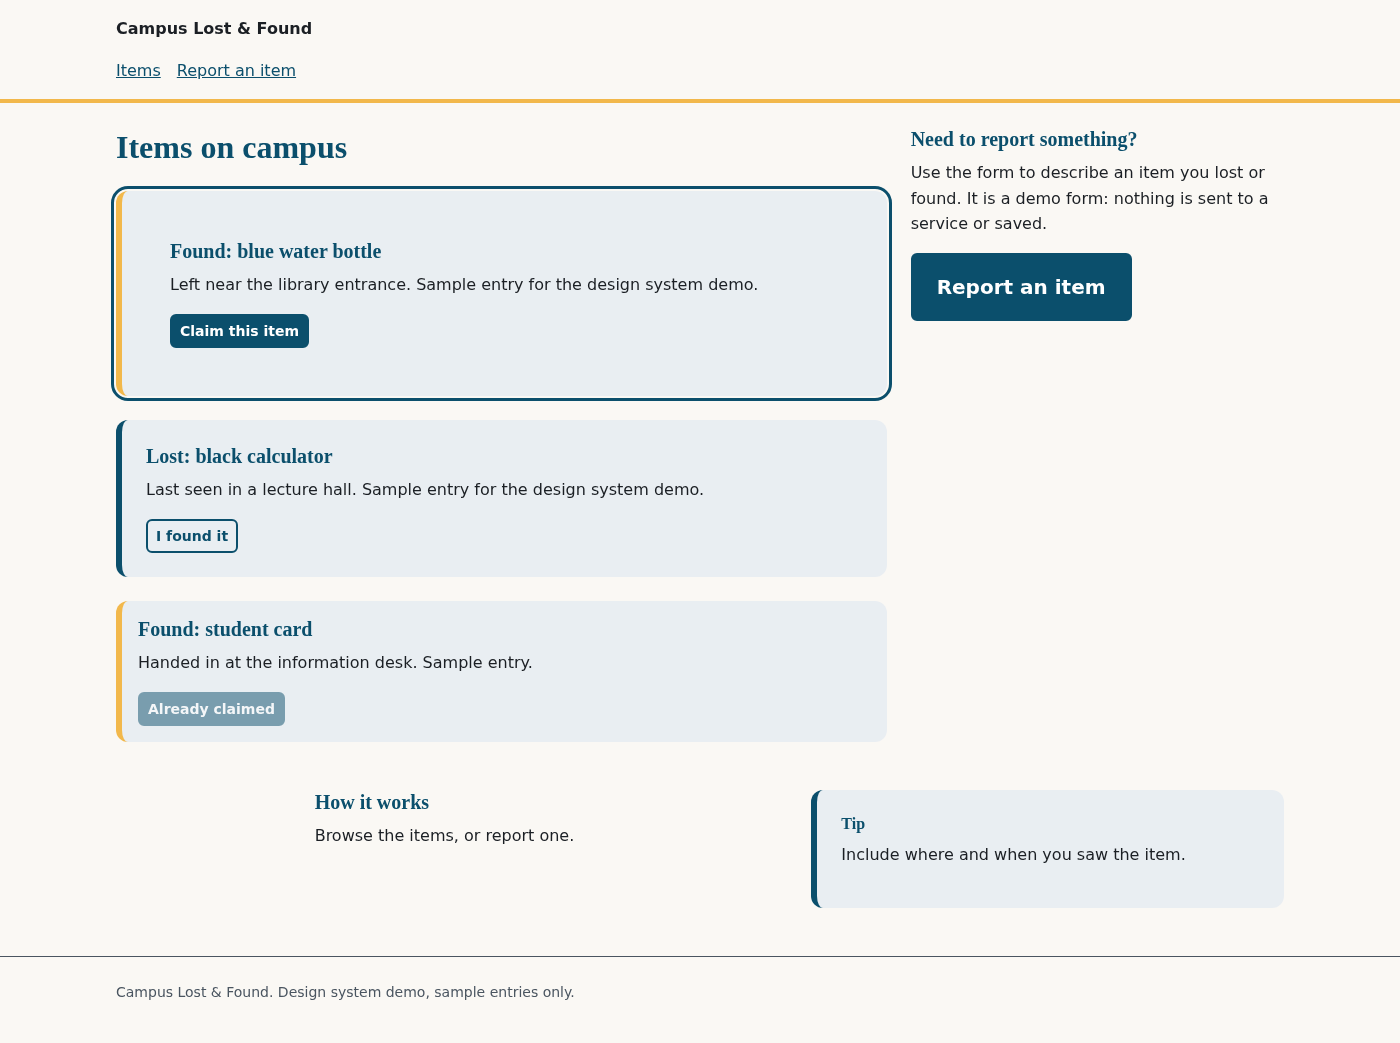 Campus Lost & Found
Items Report an item
Items on campus
Found: blue water bottle
Left near the library entrance. Sample entry for the design system demo.
Claim this item
Lost: black calculator
Last seen in a lecture hall. Sample entry for the design system demo.
I found it
Found: student card
Handed in at the information desk. Sample entry.
Already claimed
Need to report something?
Use the form to describe an item you lost or
found. It is a demo form: nothing is sent to a
service or saved.
Report an item
How it works
Browse the items, or report one.
Tip
Include where and when you saw the item.
Campus Lost & Found. Design system demo, sample entries only.